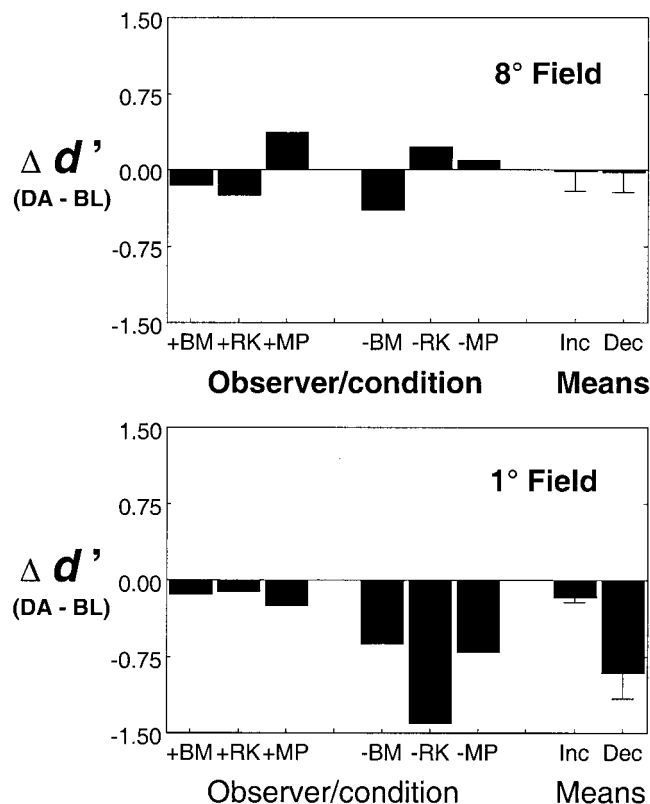 1.50
8° Field
0.75
Δ d'
0.00
(DA - BL)
-0.75
-1.50
+BM +RK +MP -BM -RK -MP Inc Dec
Observer/condition Means
1.50
1° Field
0.75
Δ d'
0.00
(DA - BL)
-0.75
-1.50
+BM +RK +MP -BM -RK -MP Inc Dec
Observer/condition Means